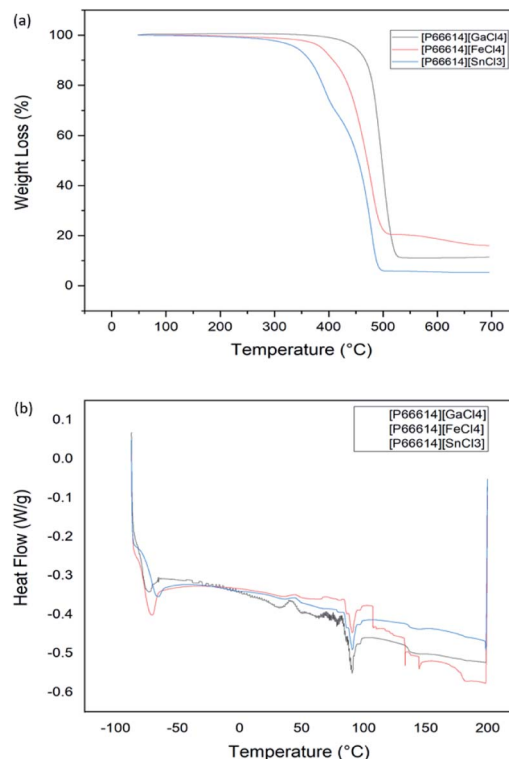 (a)
[P66614][GaCl4]
[P66614][FeCl4]
[P66614][SnCl3]
100
80
60
40
20
0
Weight Loss (%)
0 100 200 300 400 500 600 700
Temperature (°C)
(b)
[P66614][GaCl4]
[P66614][FeCl4]
[P66614][SnCl3]
0.1
0.0
-0.1
-0.2
-0.3
-0.4
-0.5
-0.6
Heat Flow (W/g)
-100 -50 0 50 100 150 200
Temperature (°C)